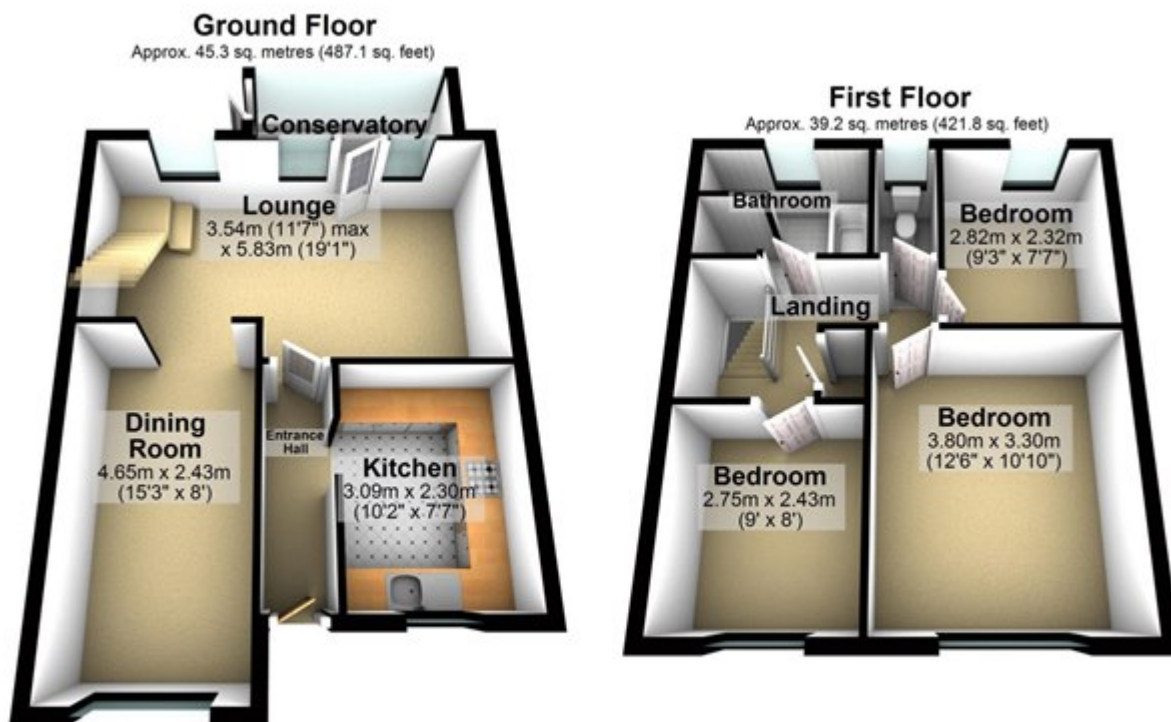 Ground Floor
Approx. 45.3 sq. metres (487.1 sq. feet)
Conservatory
Lounge
3.54m (11'7") max
x 5.83m (19'1")
Dining
Room
4.65m x 2.43m
(15'3" x 8')
Entrance
Hall
Kitchen
3.09m x 2.30m
(10'2" x 7'7")
First Floor
Approx. 39.2 sq. metres (421.8 sq. feet)
Bathroom
Bedroom
2.82m x 2.32m
(9'3" x 7'7")
Landing
Bedroom
3.80m x 3.30m
(12'6" x 10'10")
Bedroom
2.75m x 2.43m
(9' x 8')